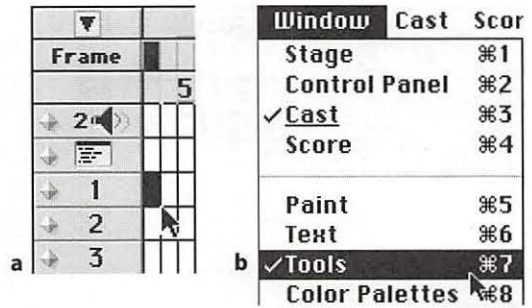 Frame
5
2
1
2
3
a
Window Cast Scor
Stage ⌘1
Control Panel ⌘2
✓Cast ⌘3
Score ⌘4
Paint ⌘5
Text ⌘6
b ✓Tools ⌘7
Color Palettes ⌘8